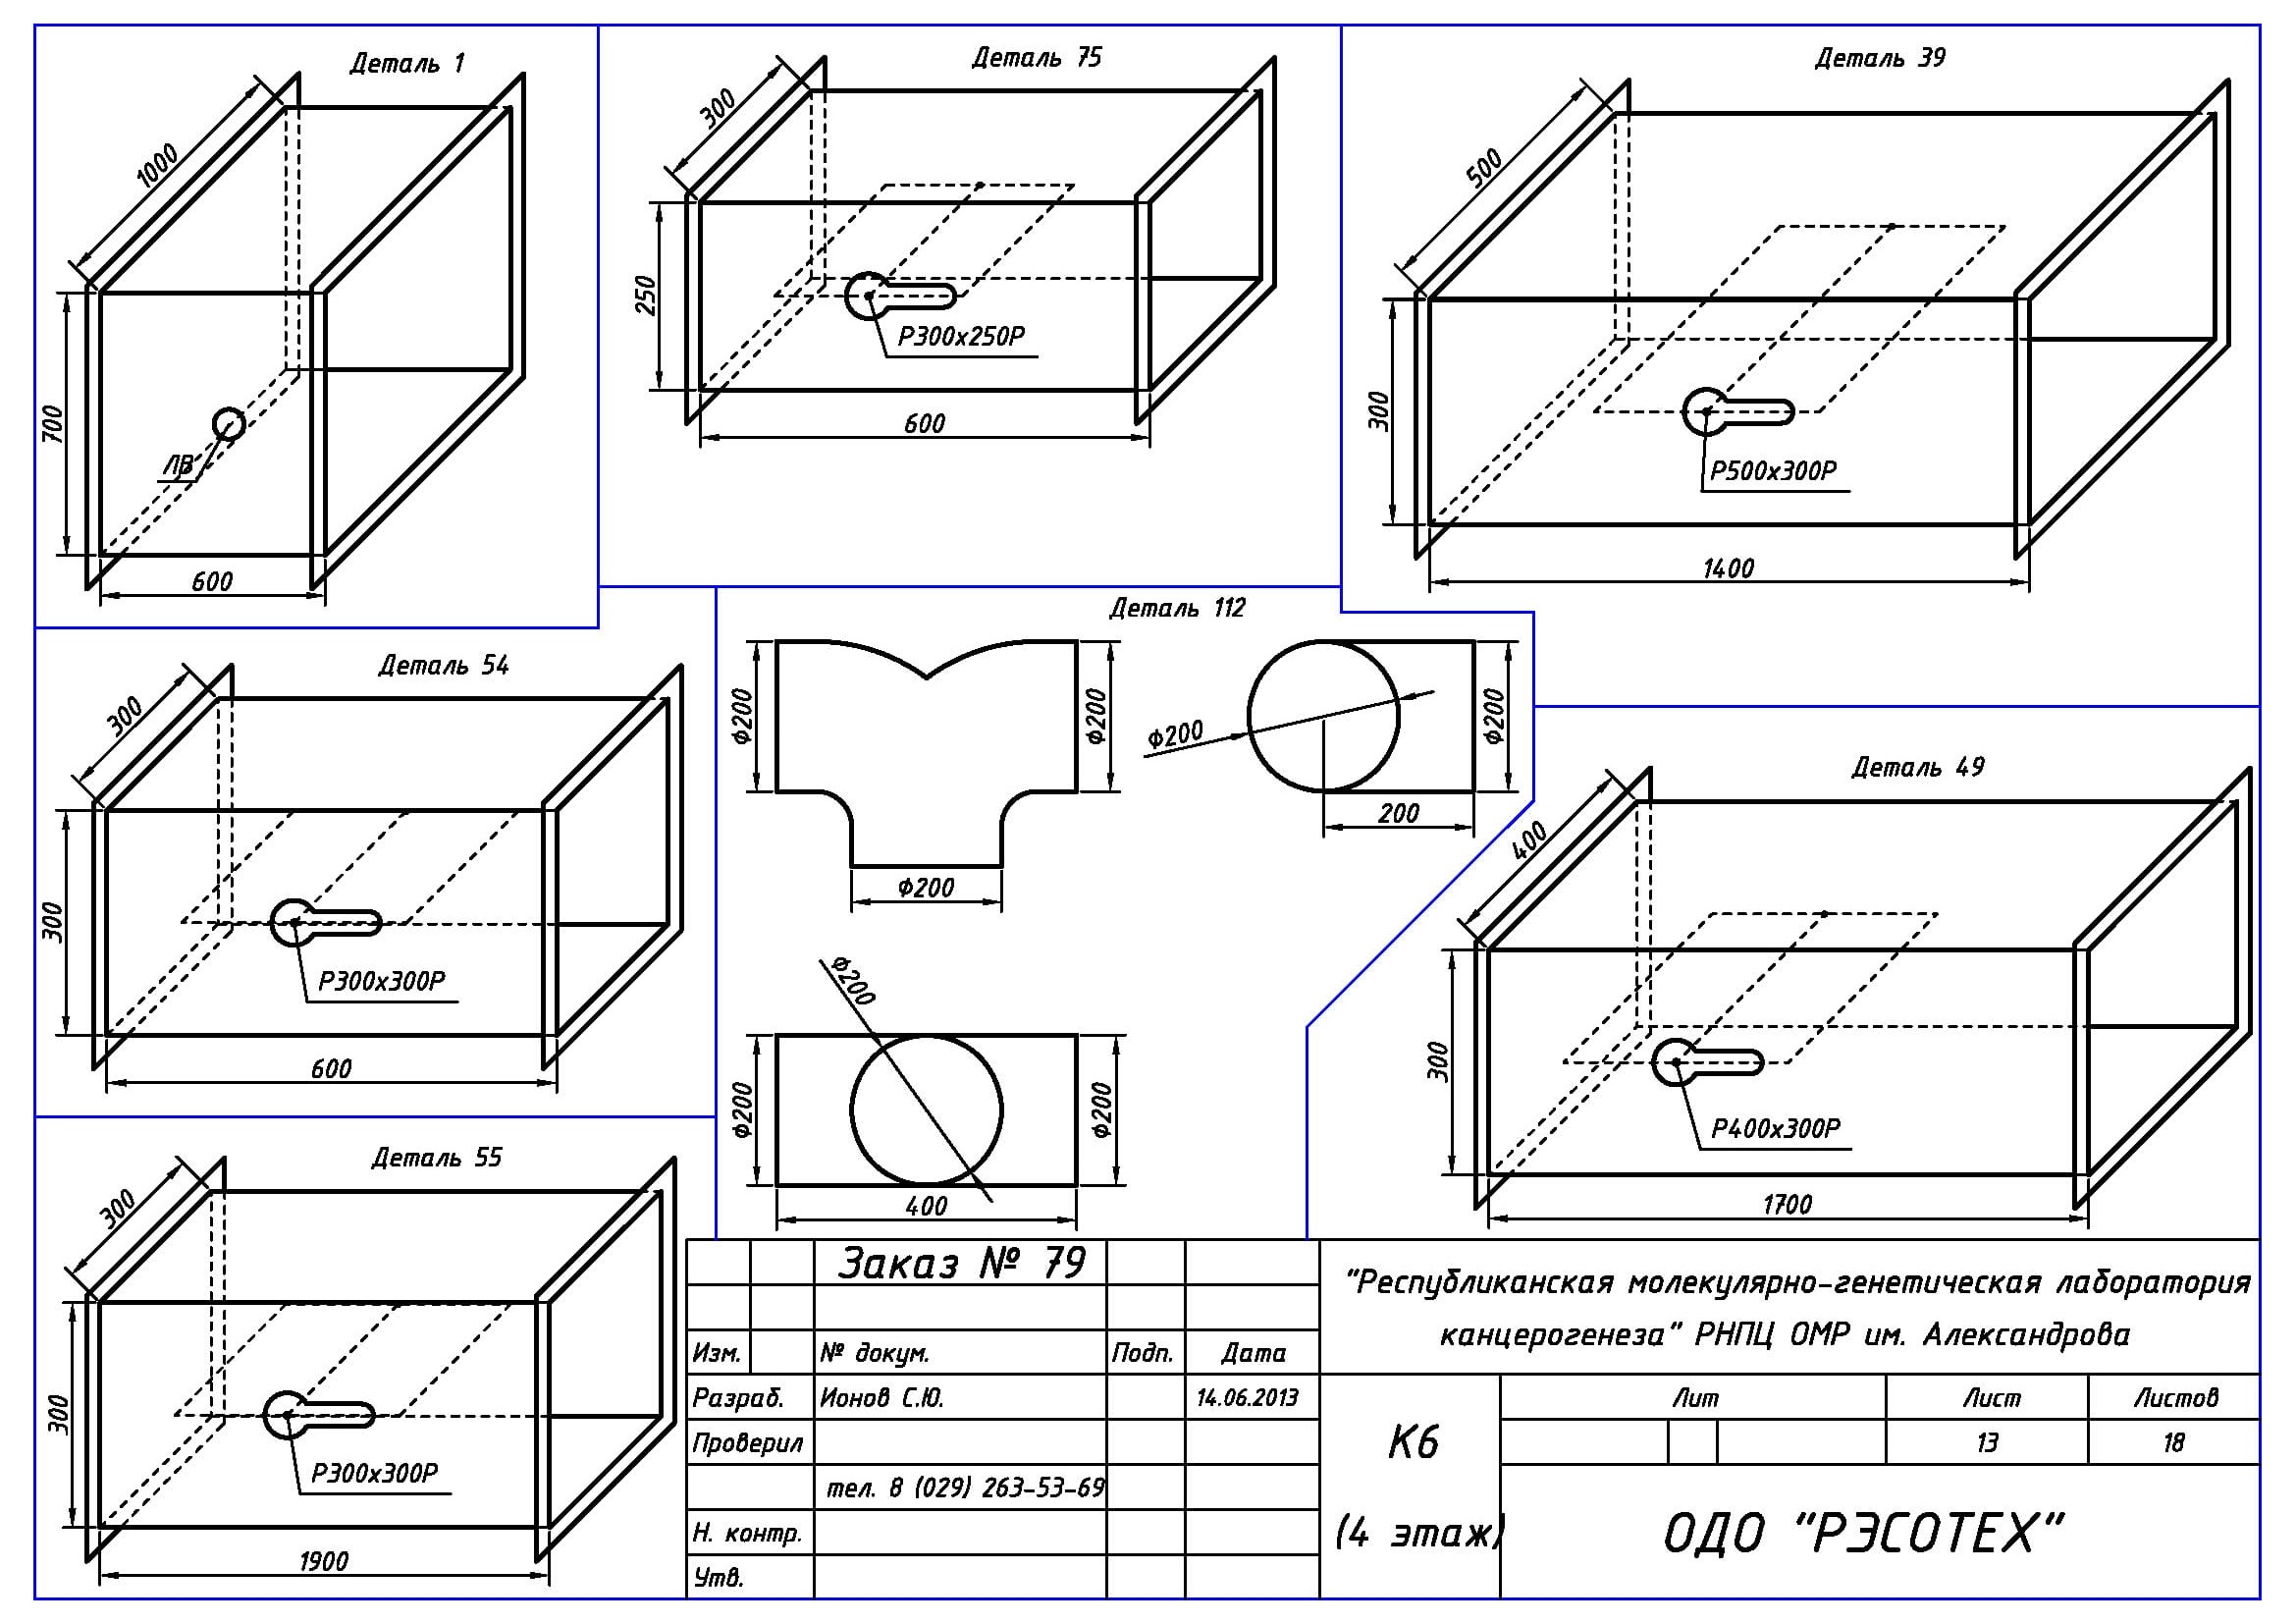 Деталь 1
1000
700
ЛВ
600
Деталь 75
300
250
Р300х250Р
600
Деталь 39
500
300
Р500х300Р
1400
Деталь 54
300
300
Р300х300Р
600
Деталь 112
Ф200
Ф200
Ф200
Ф200
Ф200
200
Ф200
Ф200
Ф200
400
Деталь 49
400
300
Р400х300Р
1700
Деталь 55
300
300
Р300х300Р
1900
Заказ № 79
Изм.
№ докум.
Подп.
Дата
Разраб.
Ионов С.Ю.
14.06.2013
Проверил
тел. 8 (029) 263-53-69
Н. контр.
Утв.
"Республиканская молекулярно-генетическая лаборатория
канцерогенеза" РНПЦ ОМР им. Александрова
К6
(4 этаж)
Лит
Лист
Листов
13
18
ОДО "РЭСОТЕХ"